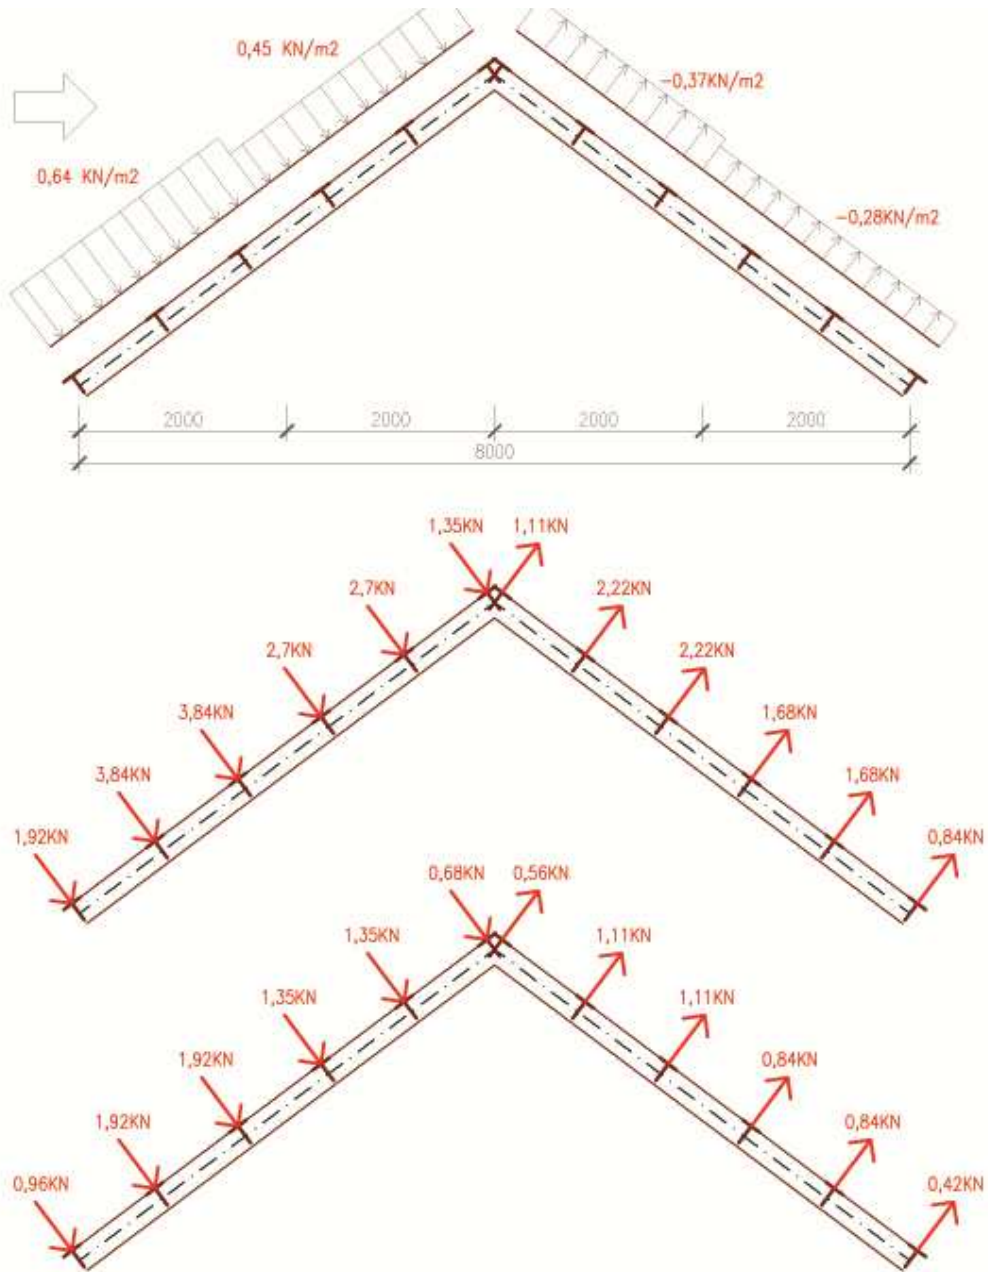 0,45 KN/m2
-0,37KN/m2
0,64 KN/m2
-0,28KN/m2
2000 2000 2000 2000
8000
1,35KN 1,11KN
2,7KN 2,22KN
2,7KN 2,22KN
3,84KN 1,68KN
3,84KN 1,68KN
1,92KN 0,84KN
0,68KN 0,56KN
1,35KN 1,11KN
1,35KN 1,11KN
1,92KN 0,84KN
1,92KN 0,84KN
0,96KN 0,42KN